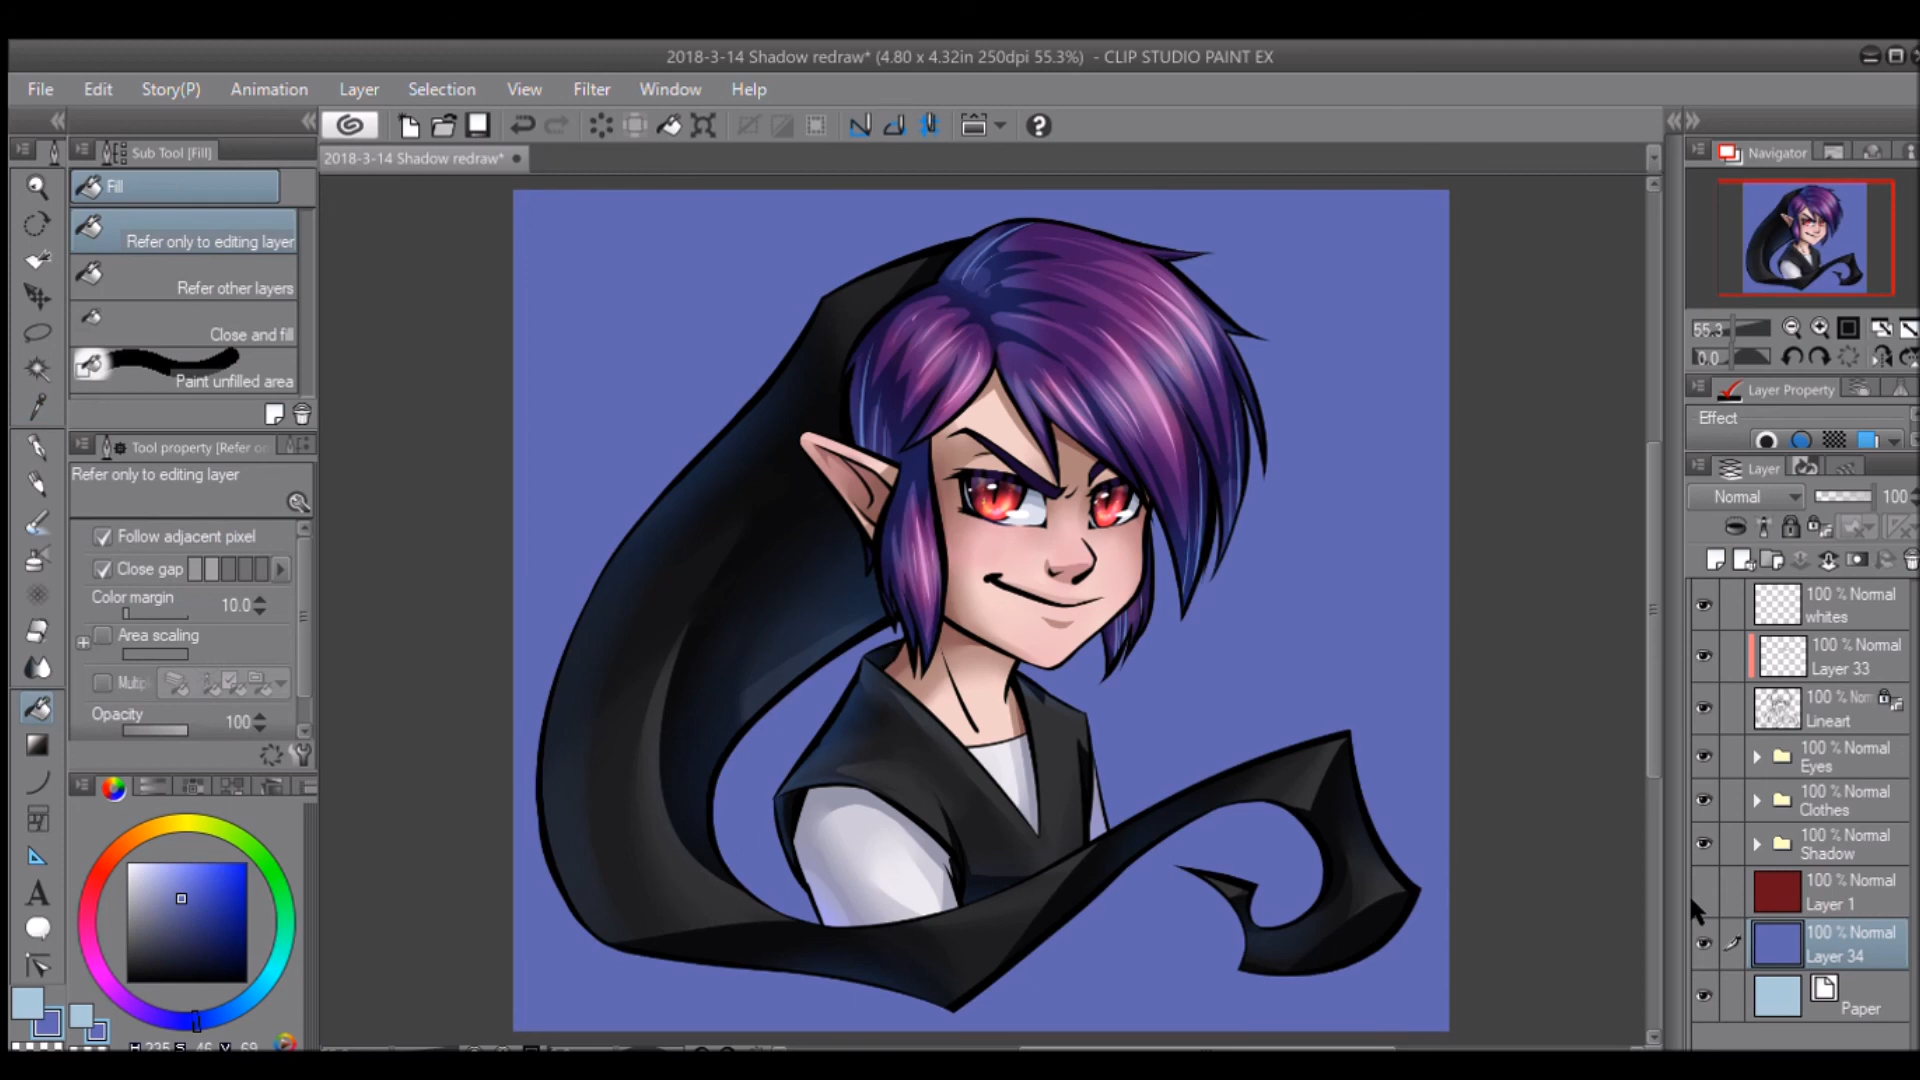 2018-3-14 Shadow redraw* (4.80 x 4.32in 250dpi 55.3%) - CLIP STUDIO PAINT EX
File Edit Story(P) Animation Layer Selection View Filter Window Help
Sub Tool [Fill]
2018-3-14 Shadow redraw*
Fill
Refer only to editing layer
Refer other layers
Close and fill
Paint unfilled area
Tool property [Refer
Refer only to editing layer
Follow adjacent pixel
Close gap
Color margin 10.0
Area scaling
Opacity 100
H 235 S 46 V 69
Navigator
55.3
0.0
Layer Property
Effect
Layer
Normal 100
100 % Normal
whites
100 % Normal
Layer 33
100 %
Lineart
100 % Normal
Eyes
100 % Normal
Clothes
100 % Normal
Shadow
100 % Normal
Layer 1
100 % Normal
Layer 34
Paper